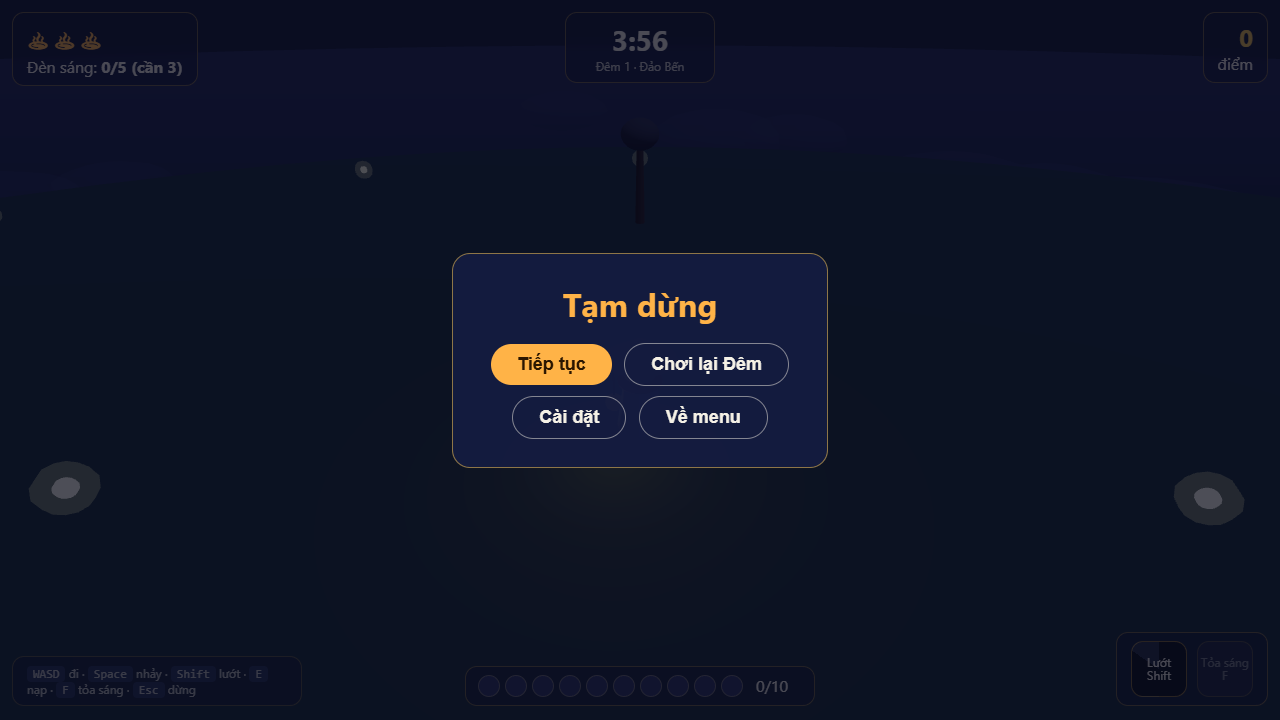 Đèn sáng: 0/5 (cần 3)
3:56
Đêm 1 · Đảo Bến
0
điểm
Tạm dừng
Tiếp tục
Chơi lại Đêm
Cài đặt
Về menu
WASD đi · Space nhảy · Shift lướt · E
nạp · F tỏa sáng · Esc dừng
0/10
Lướt
Shift
Tỏa sáng
F